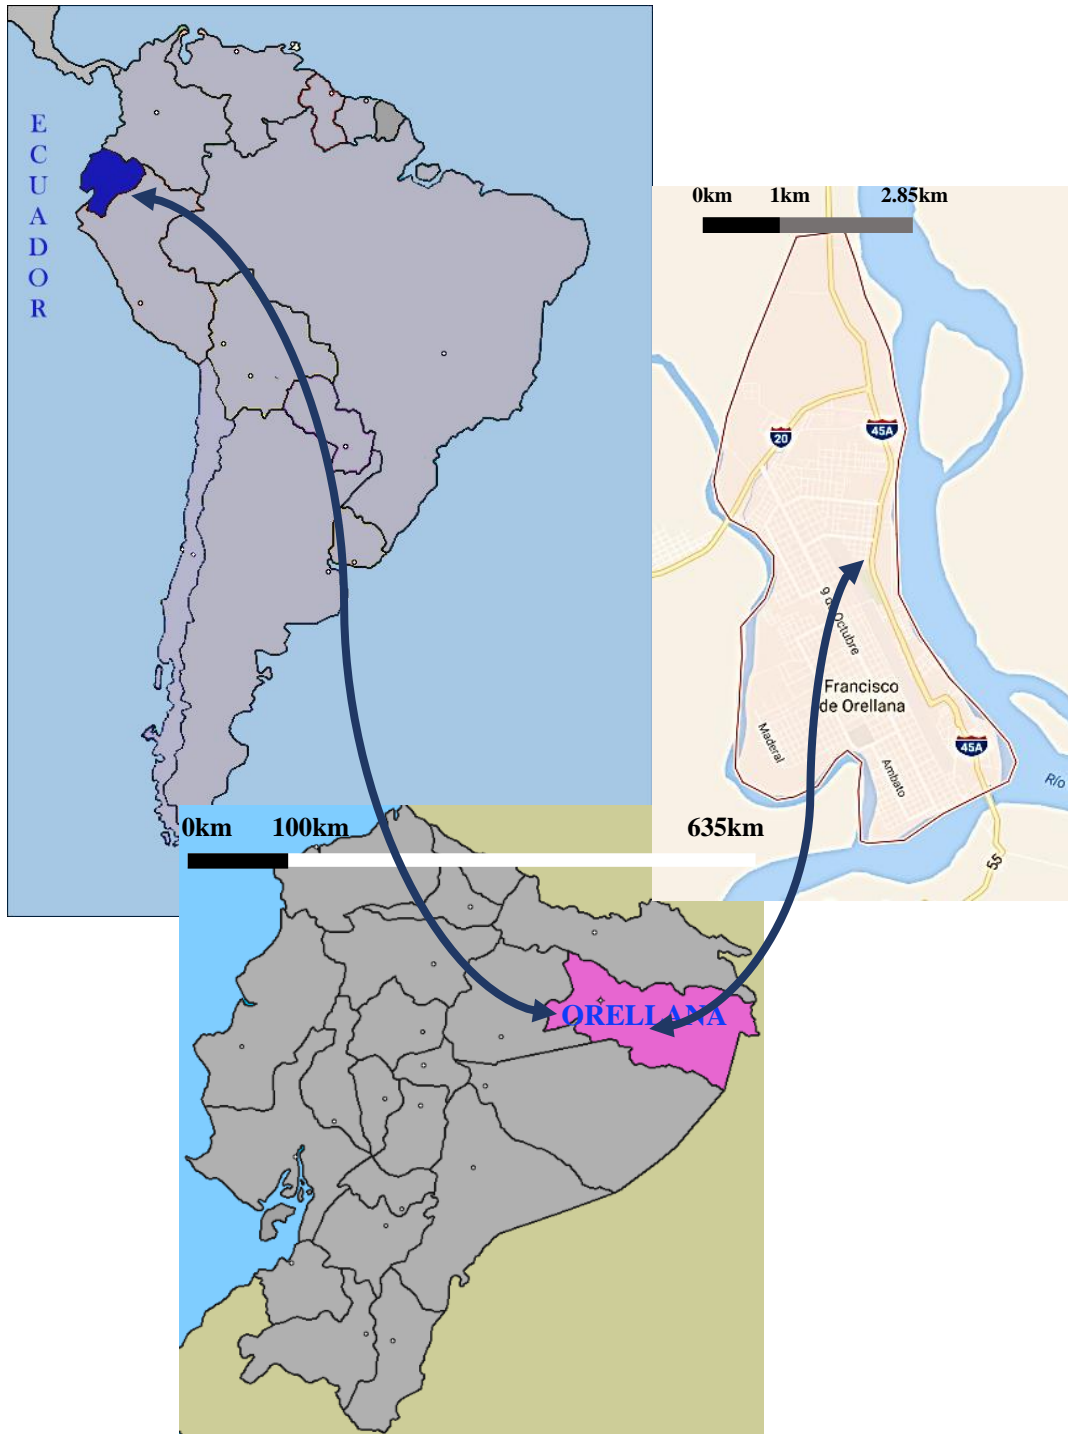 ECUADOR
0km 1km 2.85km
20
45A
9 de Octubre
Francisco
de Orellana
Maderal
Ambato
45A
Río
55
0km 100km 635km
ORELLANA